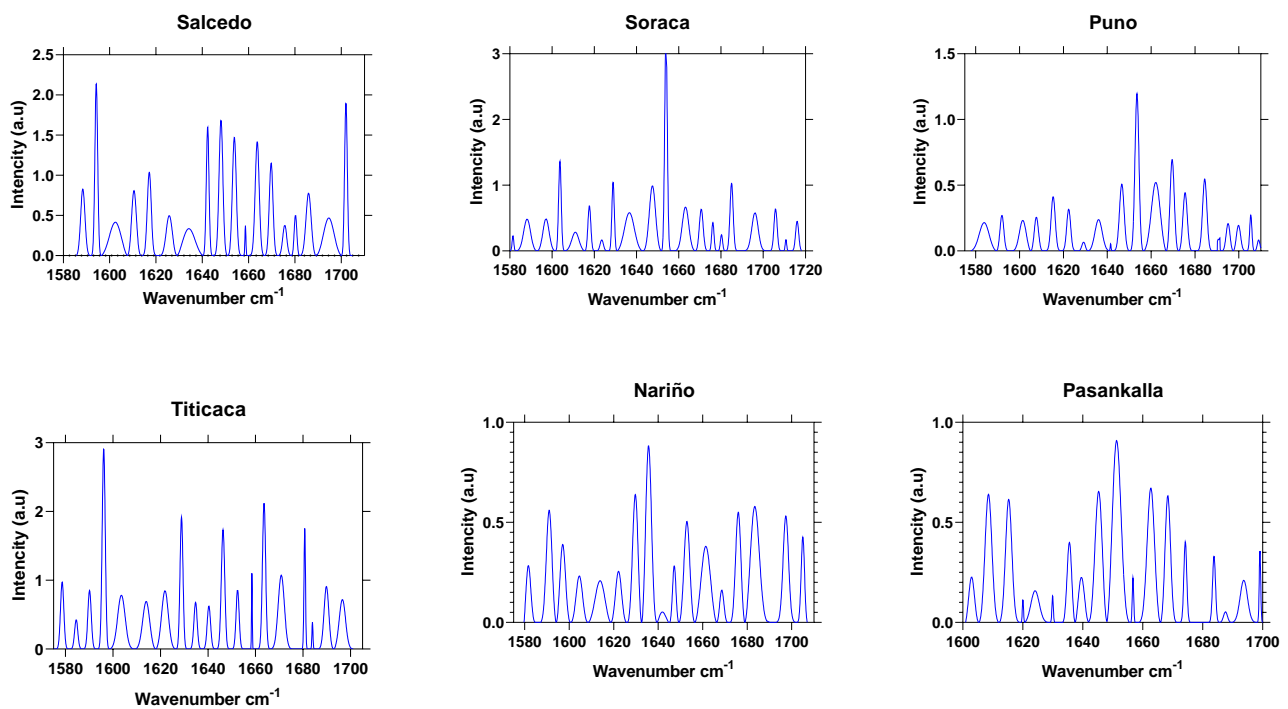 Salcedo
2.5
2.0
1.5
1.0
0.5
0.0
Intencity (a.u)
1580 1600 1620 1640 1660 1680 1700
Wavenumber cm-1
Soraca
3
2
1
0
Intencity (a.u)
1580 1600 1620 1640 1660 1680 1700 1720
Wavenumber cm-1
Puno
1.5
1.0
0.5
0.0
Intencity (a.u)
1580 1600 1620 1640 1660 1680 1700
Wavenumber cm-1
Titicaca
3
2
1
0
Intencity (a.u)
1580 1600 1620 1640 1660 1680 1700
Wavenumber cm-1
Nariño
1.0
0.5
0.0
Intencity (a.u)
1580 1600 1620 1640 1660 1680 1700
Wavenumber cm-1
Pasankalla
1.0
0.5
0.0
Intencity (a.u)
1600 1620 1640 1660 1680 1700
Wavenumber cm-1